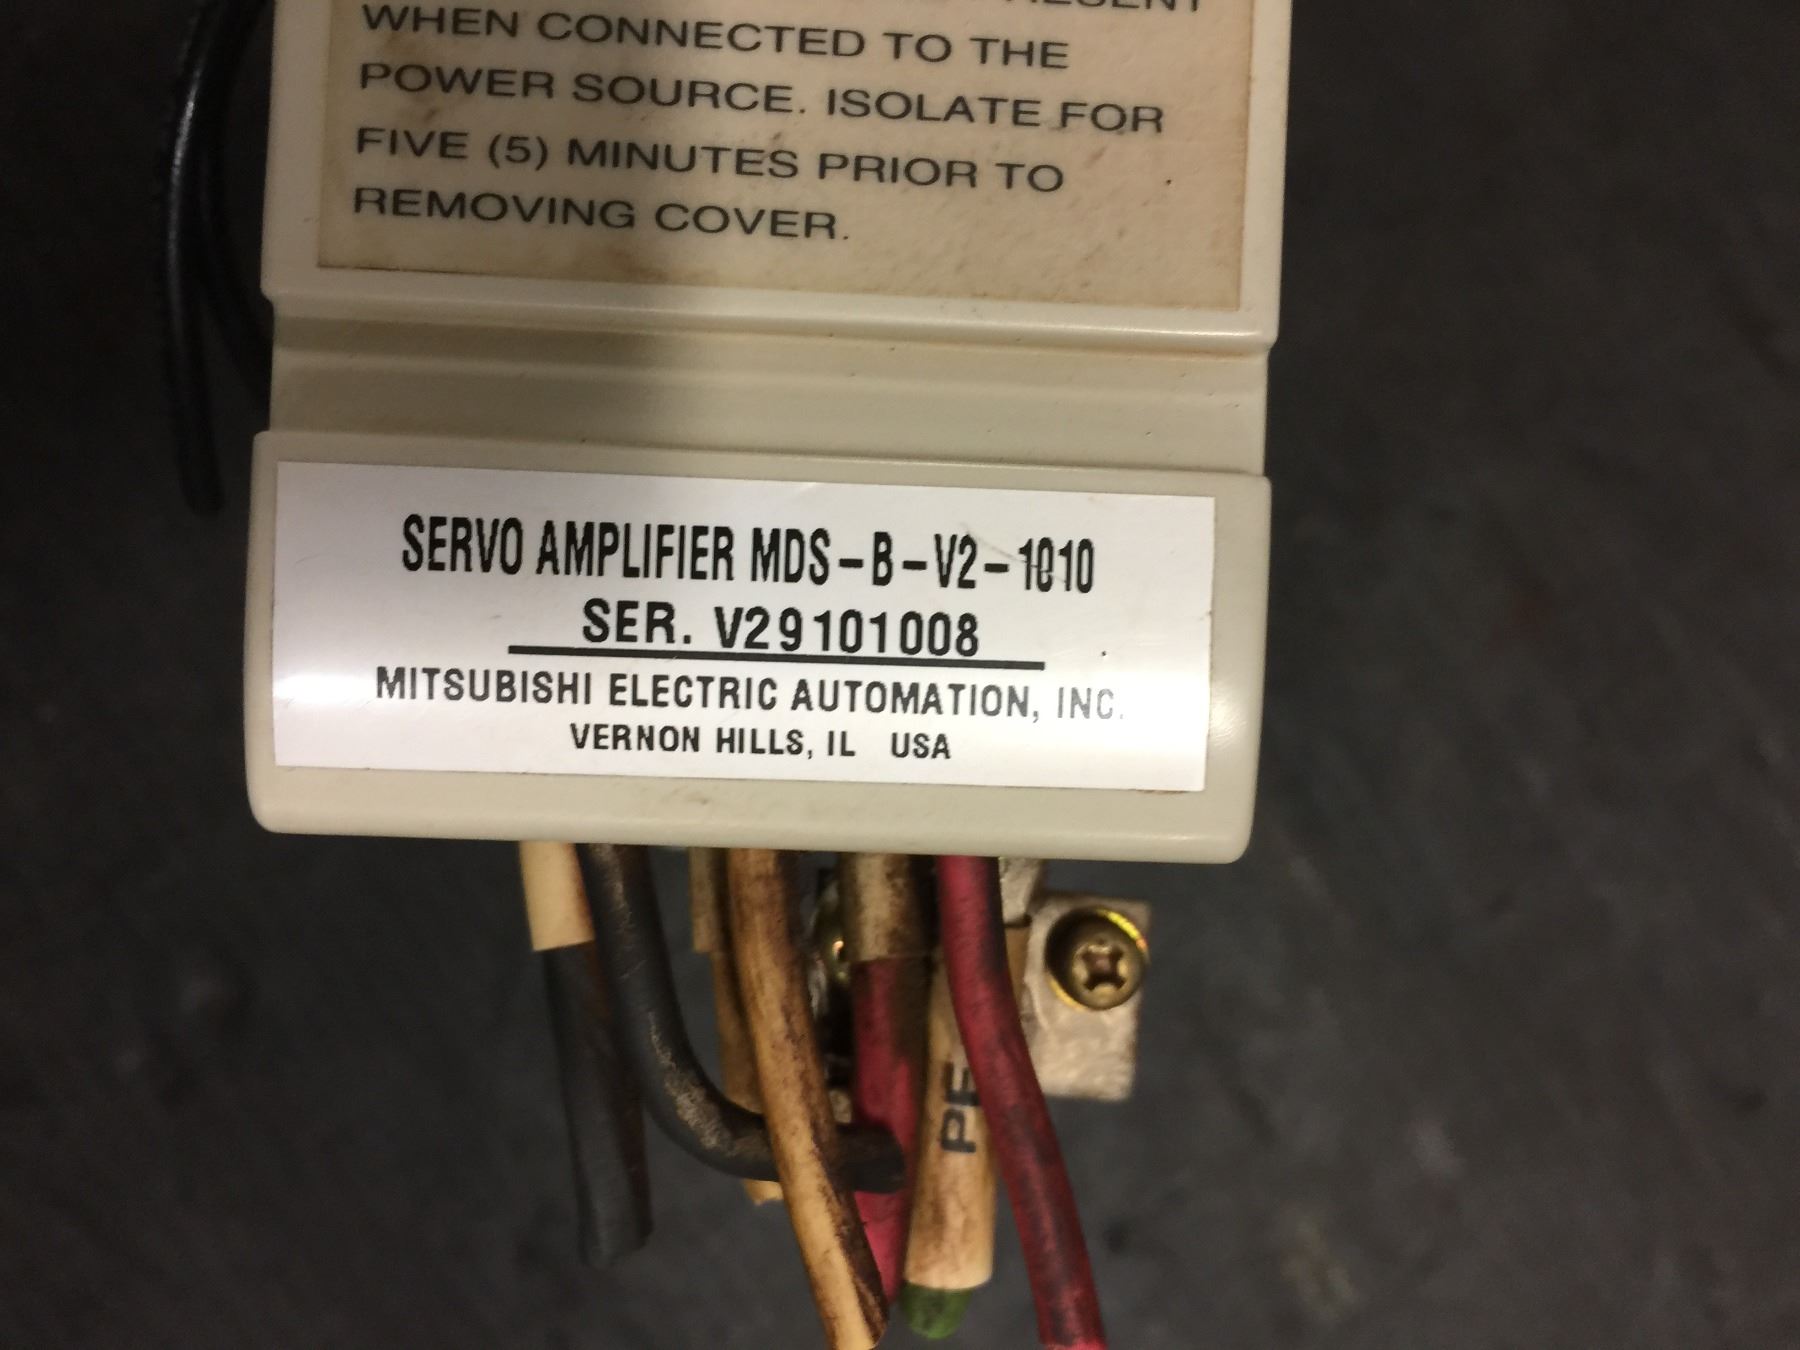 WHEN CONNECTED TO THE
POWER SOURCE. ISOLATE FOR
FIVE (5) MINUTES PRIOR TO
REMOVING COVER.
SERVO AMPLIFIER MDS-B-V2-1010
SER. V29101008
MITSUBISHI ELECTRIC AUTOMATION, INC.
VERNON HILLS, IL USA
PE